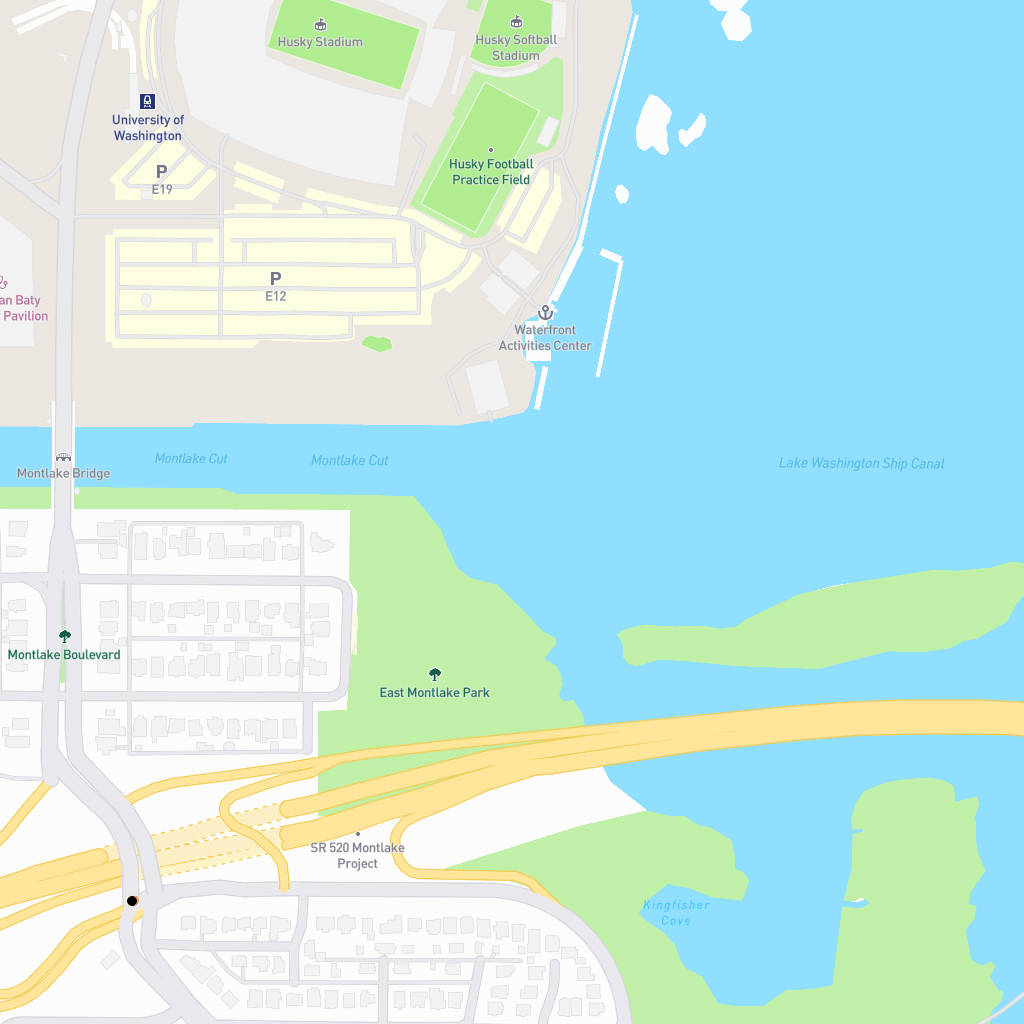 Husky Stadium
Husky Softball
Stadium
University of
Washington
P
E19
Husky Football
Practice Field
P
E12
an Baty
Pavilion
Waterfront
Activities Center
Montlake Cut
Montlake Cut
Lake Washington Ship Canal
Montlake Bridge
Montlake Boulevard
East Montlake Park
SR 520 Montlake
Project
Kingfisher
Cove